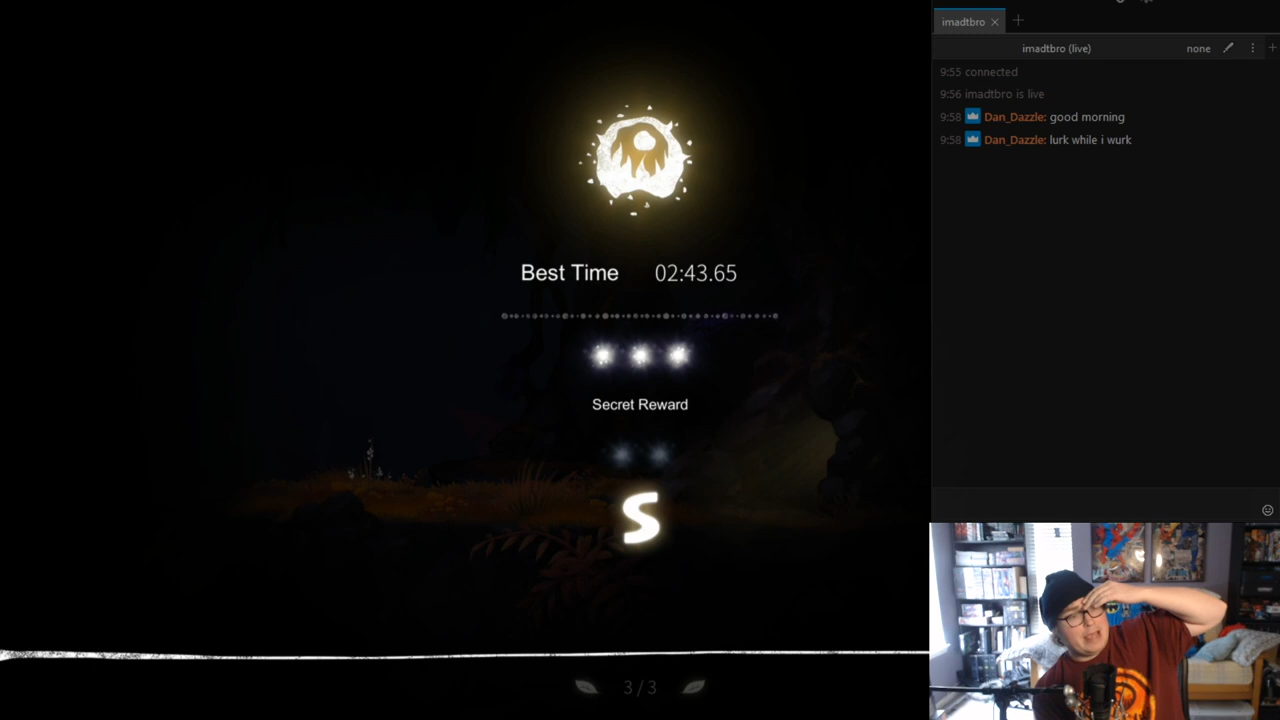 Best Time 02:43.65
Secret Reward
S
3 / 3
imadtbro
imadtbro (live) none
9:55 connected
9:56 imadtbro is live
9:58 Dan_Dazzle: good morning
9:58 Dan_Dazzle: lurk while i wurk